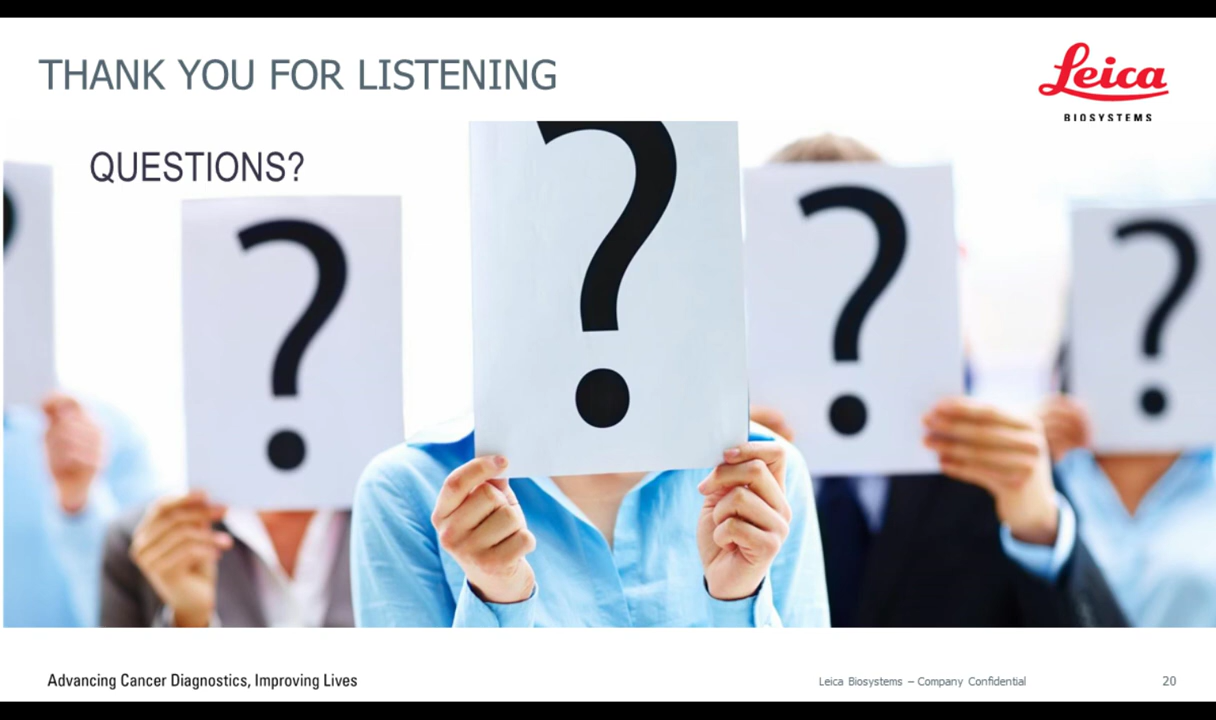 THANK YOU FOR LISTENING
Leica
BIOSYSTEMS
QUESTIONS?
?
?
?
?
Advancing Cancer Diagnostics, Improving Lives
Leica Biosystems – Company Confidential
20